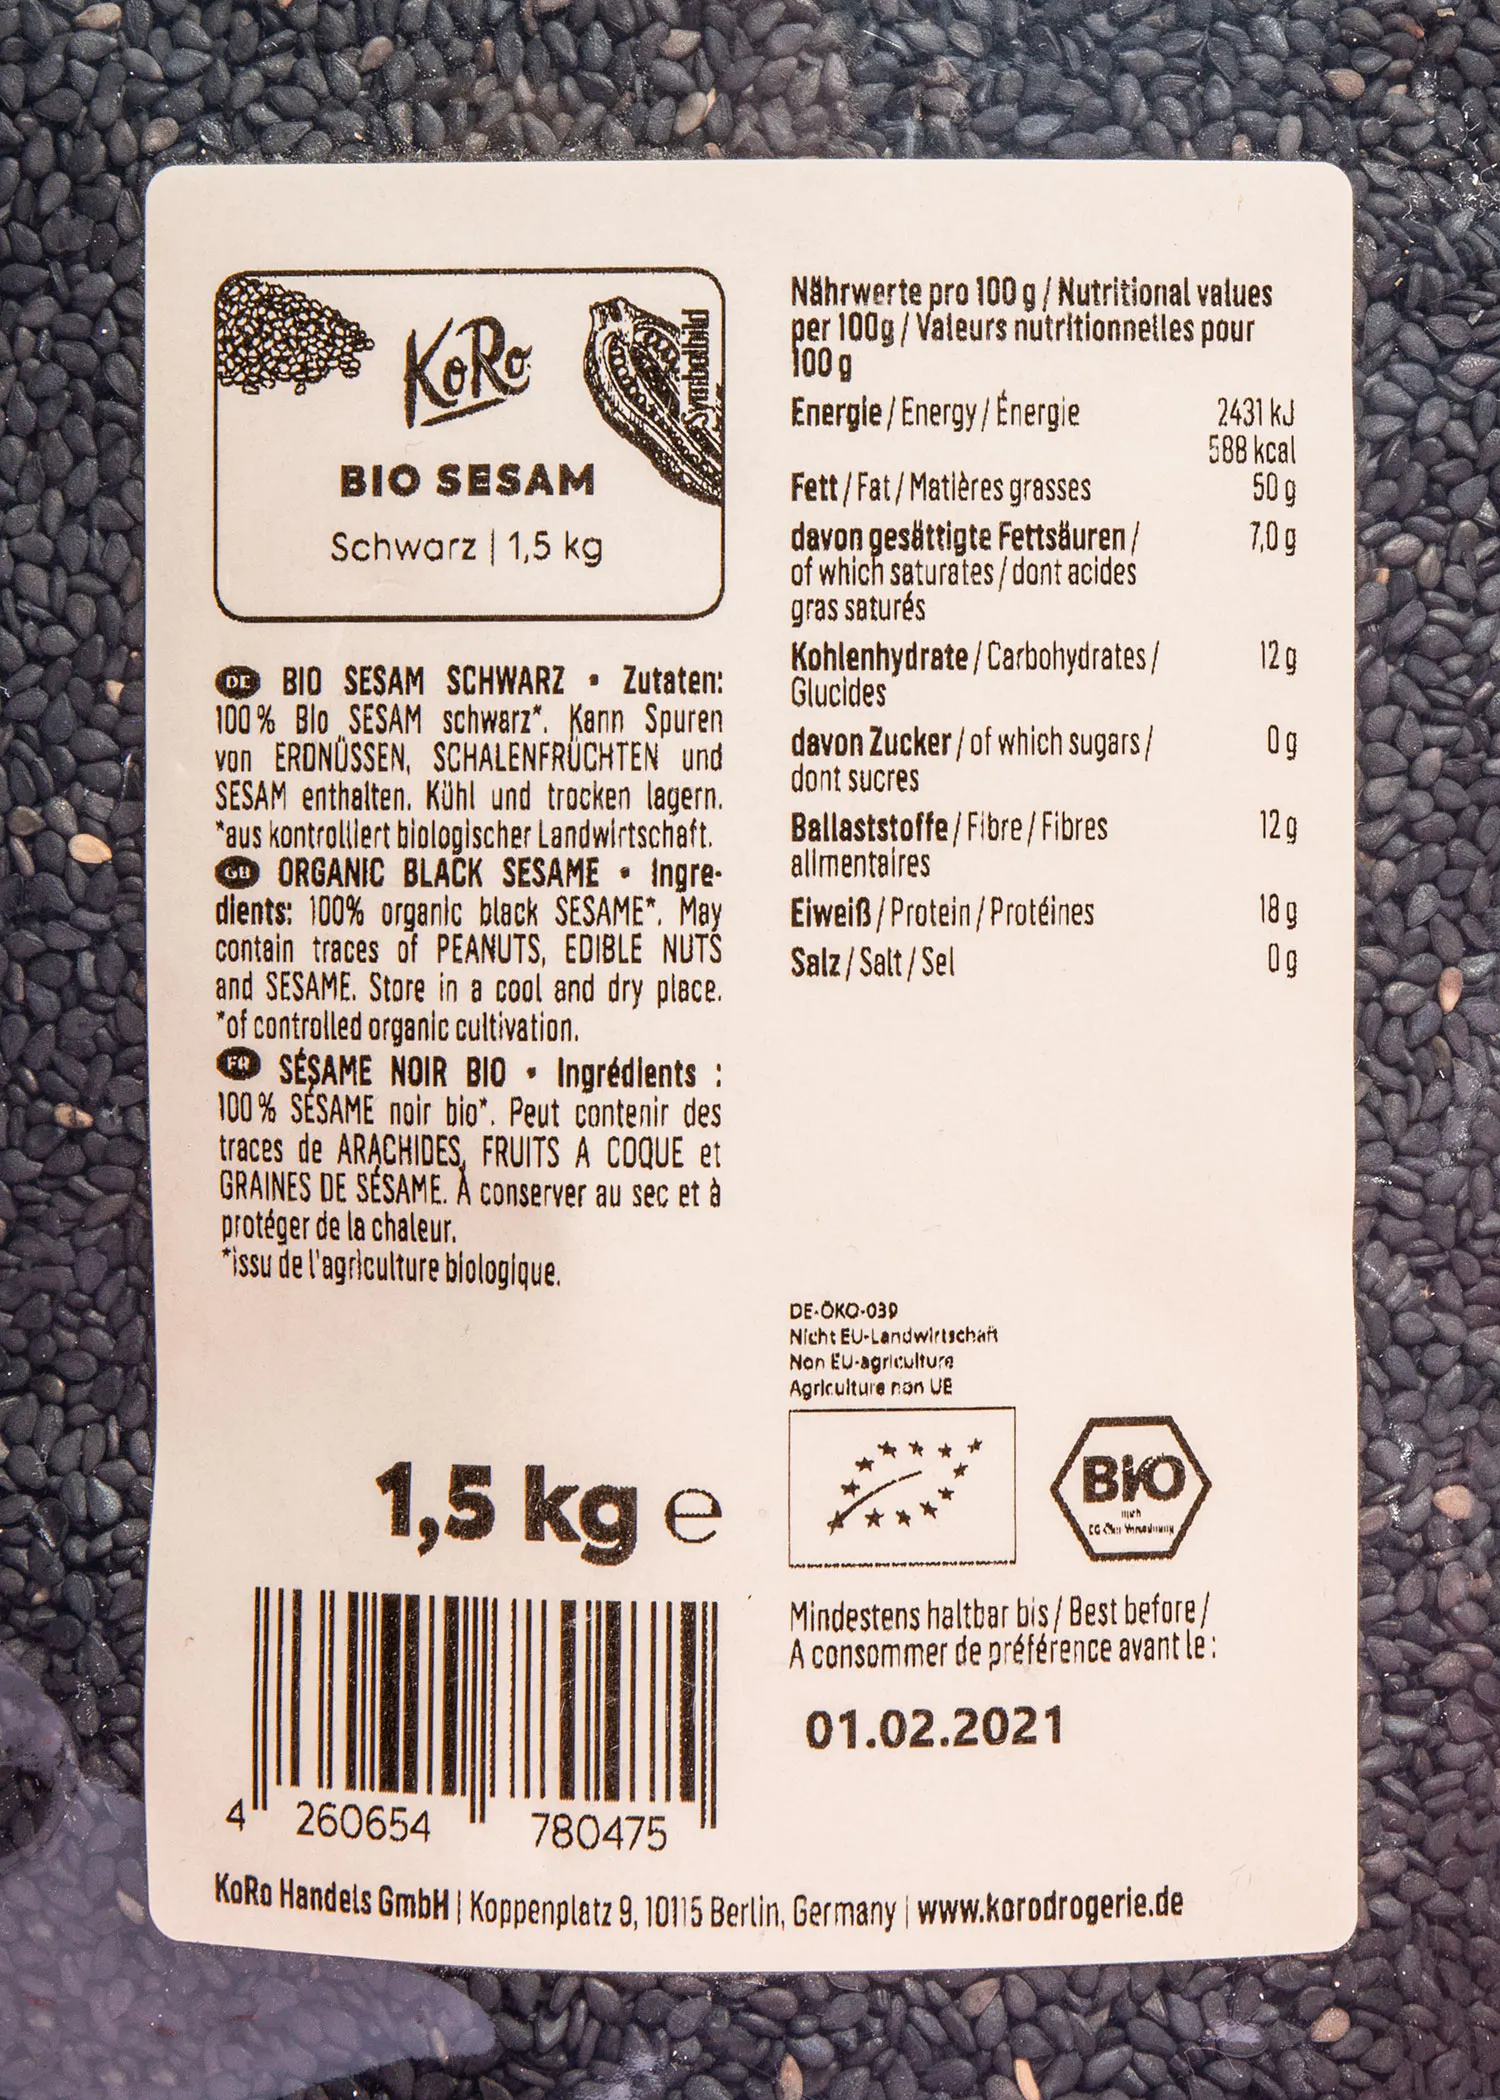 KoRo
Symbolbild
BIO SESAM
Schwarz | 1,5 kg
DE BIO SESAM SCHWARZ • Zutaten:
100 % Bio SESAM schwarz*. Kann Spuren
von ERDNÜSSEN, SCHALENFRÜCHTEN und
SESAM enthalten. Kühl und trocken lagern.
*aus kontrolliert biologischer Landwirtschaft.
GB ORGANIC BLACK SESAME • Ingre-
dients: 100% organic black SESAME*. May
contain traces of PEANUTS, EDIBLE NUTS
and SESAME. Store in a cool and dry place.
*of controlled organic cultivation.
FR SÉSAME NOIR BIO • Ingrédients :
100 % SÉSAME noir bio*. Peut contenir des
traces de ARACHIDES, FRUITS A COQUE et
GRAINES DE SÉSAME. À conserver au sec et à
protéger de la chaleur.
*issu de l'agriculture biologique.
1,5 kg e
4 260654 780475
Nährwerte pro 100 g / Nutritional values
per 100g / Valeurs nutritionnelles pour
100 g
Energie / Energy / Énergie 2431 kJ
588 kcal
Fett / Fat / Matières grasses 50 g
davon gesättigte Fettsäuren / 7,0 g
of which saturates / dont acides
gras saturés
Kohlenhydrate / Carbohydrates / 12 g
Glucides
davon Zucker / of which sugars / 0 g
dont sucres
Ballaststoffe / Fibre / Fibres 12 g
alimentaires
Eiweiß / Protein / Protéines 18 g
Salz / Salt / Sel 0 g
DE-ÖKO-039
Nicht EU-Landwirtschaft
Non EU-agriculture
Agriculture non UE
BIO
nach
EG-Öko-Verordnung
Mindestens haltbar bis / Best before /
A consommer de préférence avant le :
01.02.2021
KoRo Handels GmbH | Koppenplatz 9, 10115 Berlin, Germany | www.korodrogerie.de